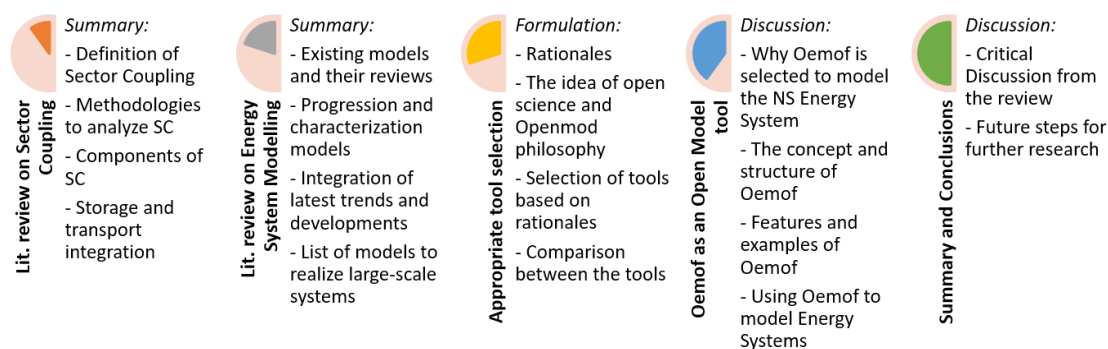 Lit. review on Sector
Coupling
Summary:
- Definition of
Sector Coupling
- Methodologies
to analyze SC
- Components of
SC
- Storage and
transport
integration
Lit. review on Energy
System Modelling
Summary:
- Existing models
and their reviews
- Progression and
characterization
models
- Integration of
latest trends and
developments
- List of models to
realize large-scale
systems
Appropriate tool selection
Formulation:
- Rationales
- The idea of open
science and
Openmod
philosophy
- Selection of tools
based on
rationales
- Comparison
between the tools
Oemof as an Open Model
tool
Discussion:
- Why Oemof is
selected to model
the NS Energy
System
- The concept and
structure of
Oemof
- Features and
examples of
Oemof
- Using Oemof to
model Energy
Systems
Summary and Conclusions
Discussion:
- Critical
Discussion from
the review
- Future steps for
further research